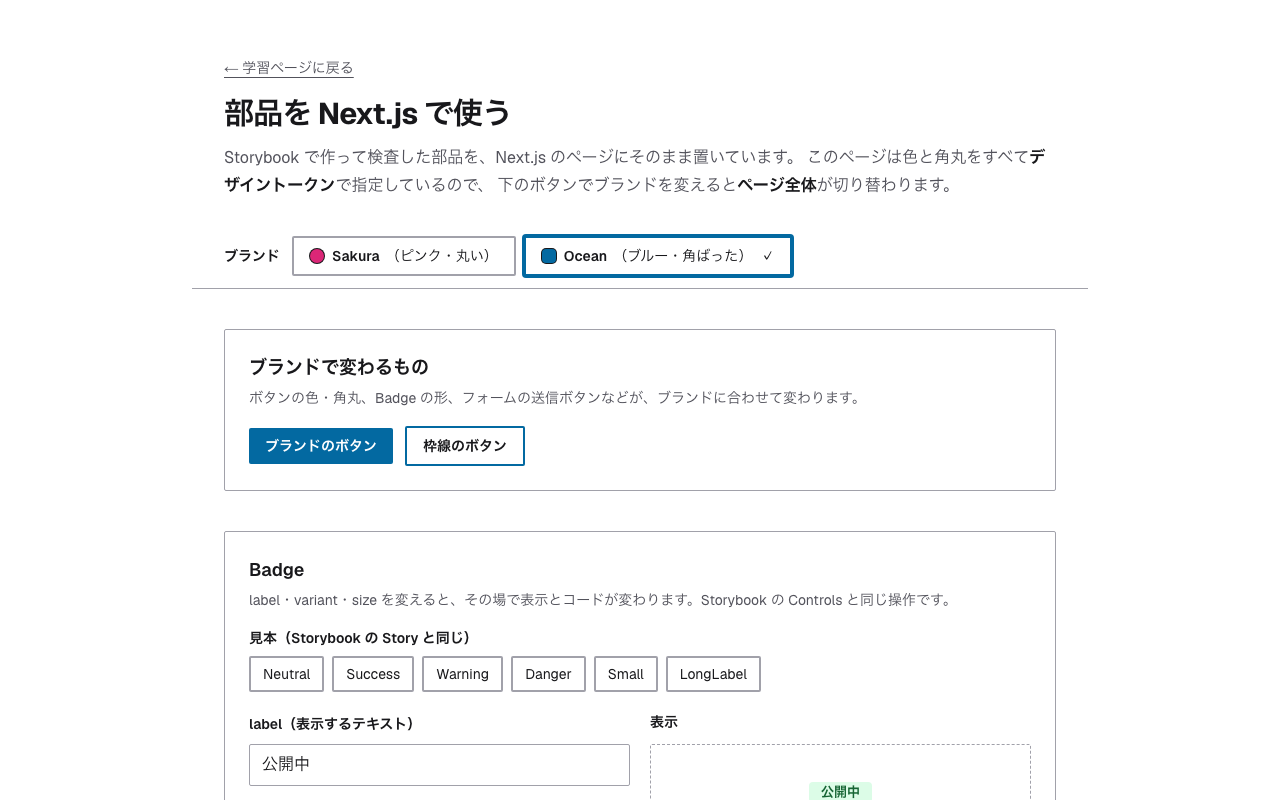 ← 学習ページに戻る
部品を Next.js で使う
Storybook で作って検査した部品を、Next.js のページにそのまま置いています。 このページは色と角丸をすべてデ
ザイントークンで指定しているので、 下のボタンでブランドを変えるとページ全体が切り替わります。
ブランド Sakura （ピンク・丸い） Ocean （ブルー・角ばった） ✓
ブランドで変わるもの
ボタンの色・角丸、Badge の形、フォームの送信ボタンなどが、ブランドに合わせて変わります。
ブランドのボタン 枠線のボタン
Badge
label・variant・size を変えると、その場で表示とコードが変わります。Storybook の Controls と同じ操作です。
見本（Storybook の Story と同じ）
Neutral Success Warning Danger Small LongLabel
label（表示するテキスト） 表示
公開中
公開中